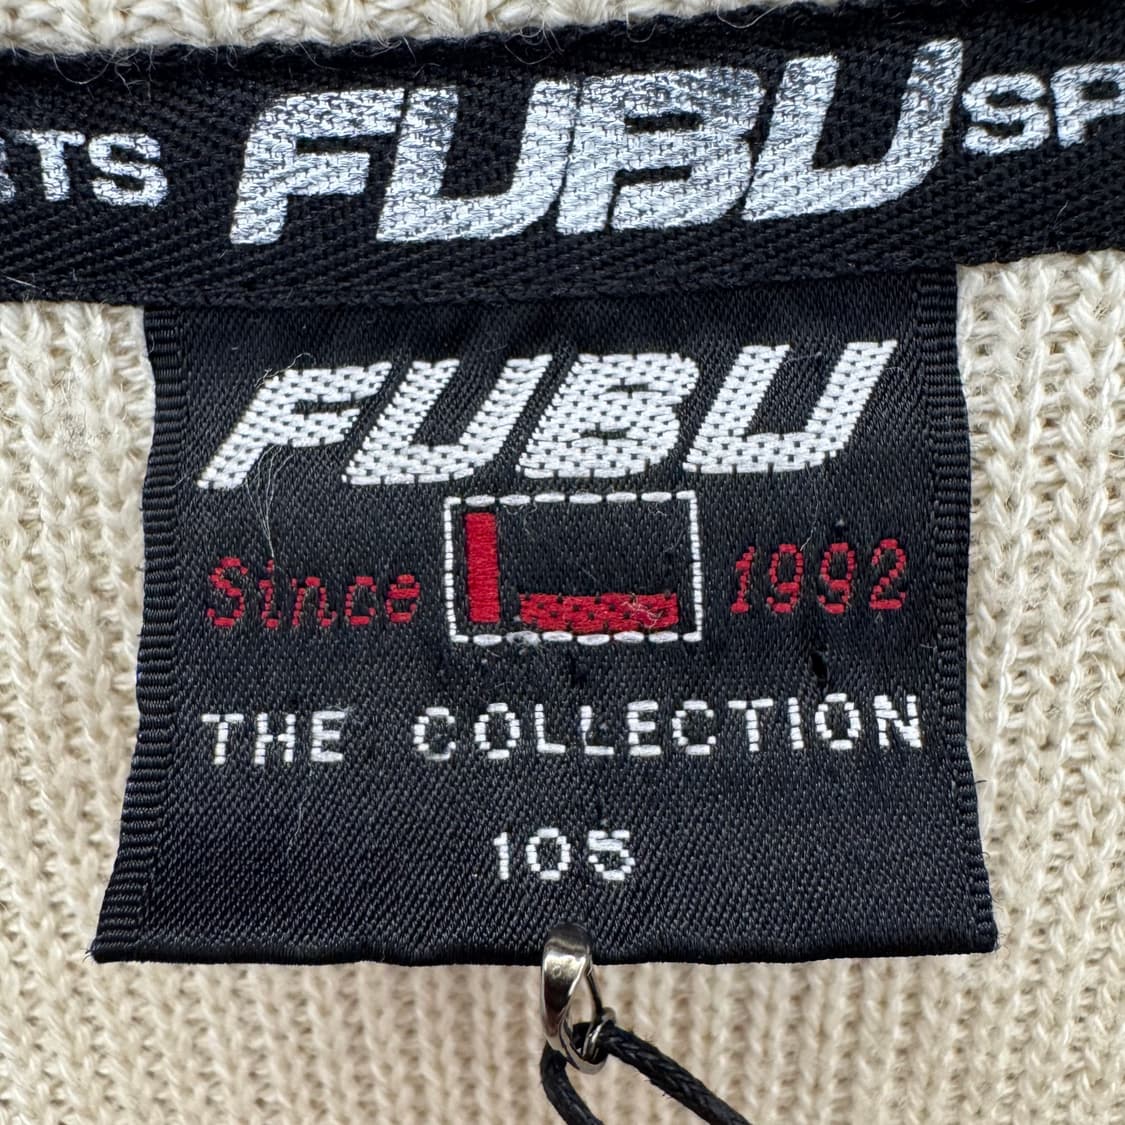 TS FUBU SP
FUBU
Since 1992
THE COLLECTION
105